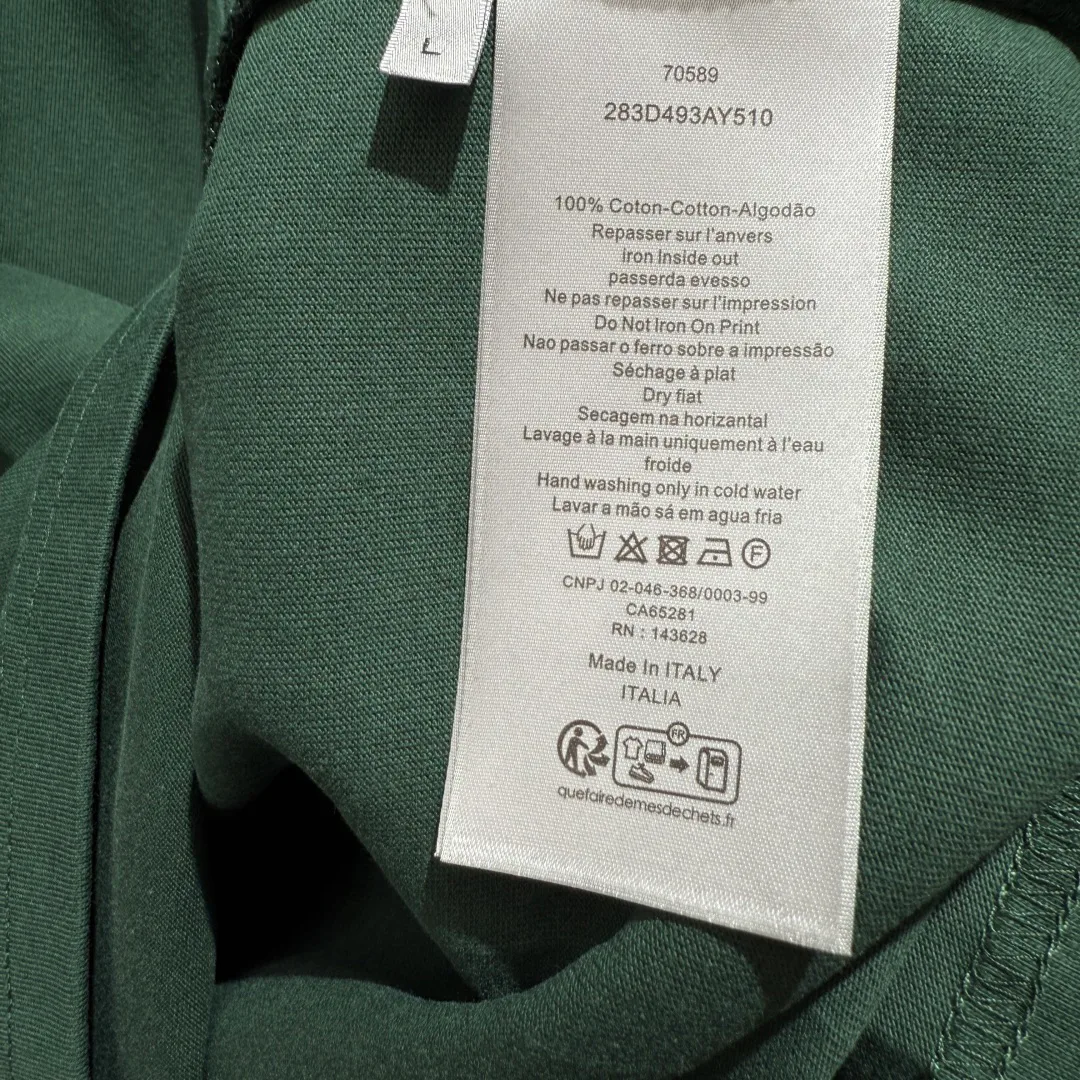 L
70589
283D493AY510
100% Coton-Cotton-Algodão
Repasser sur l'anvers
Iron Inside out
passerda evesso
Ne pas repasser sur l'impression
Do Not Iron On Print
Nao passar o ferro sobre a impressão
Séchage à plat
Dry fiat
Secagem na horizantal
Lavage à la main uniquement à l'eau
froide
Hand washing only in cold water
Lavar a mão sá em agua fria
F
CNPJ 02-046-368/0003-99
CA65281
RN : 143628
Made In ITALY
ITALIA
FR
quefairedemesdechets.fr